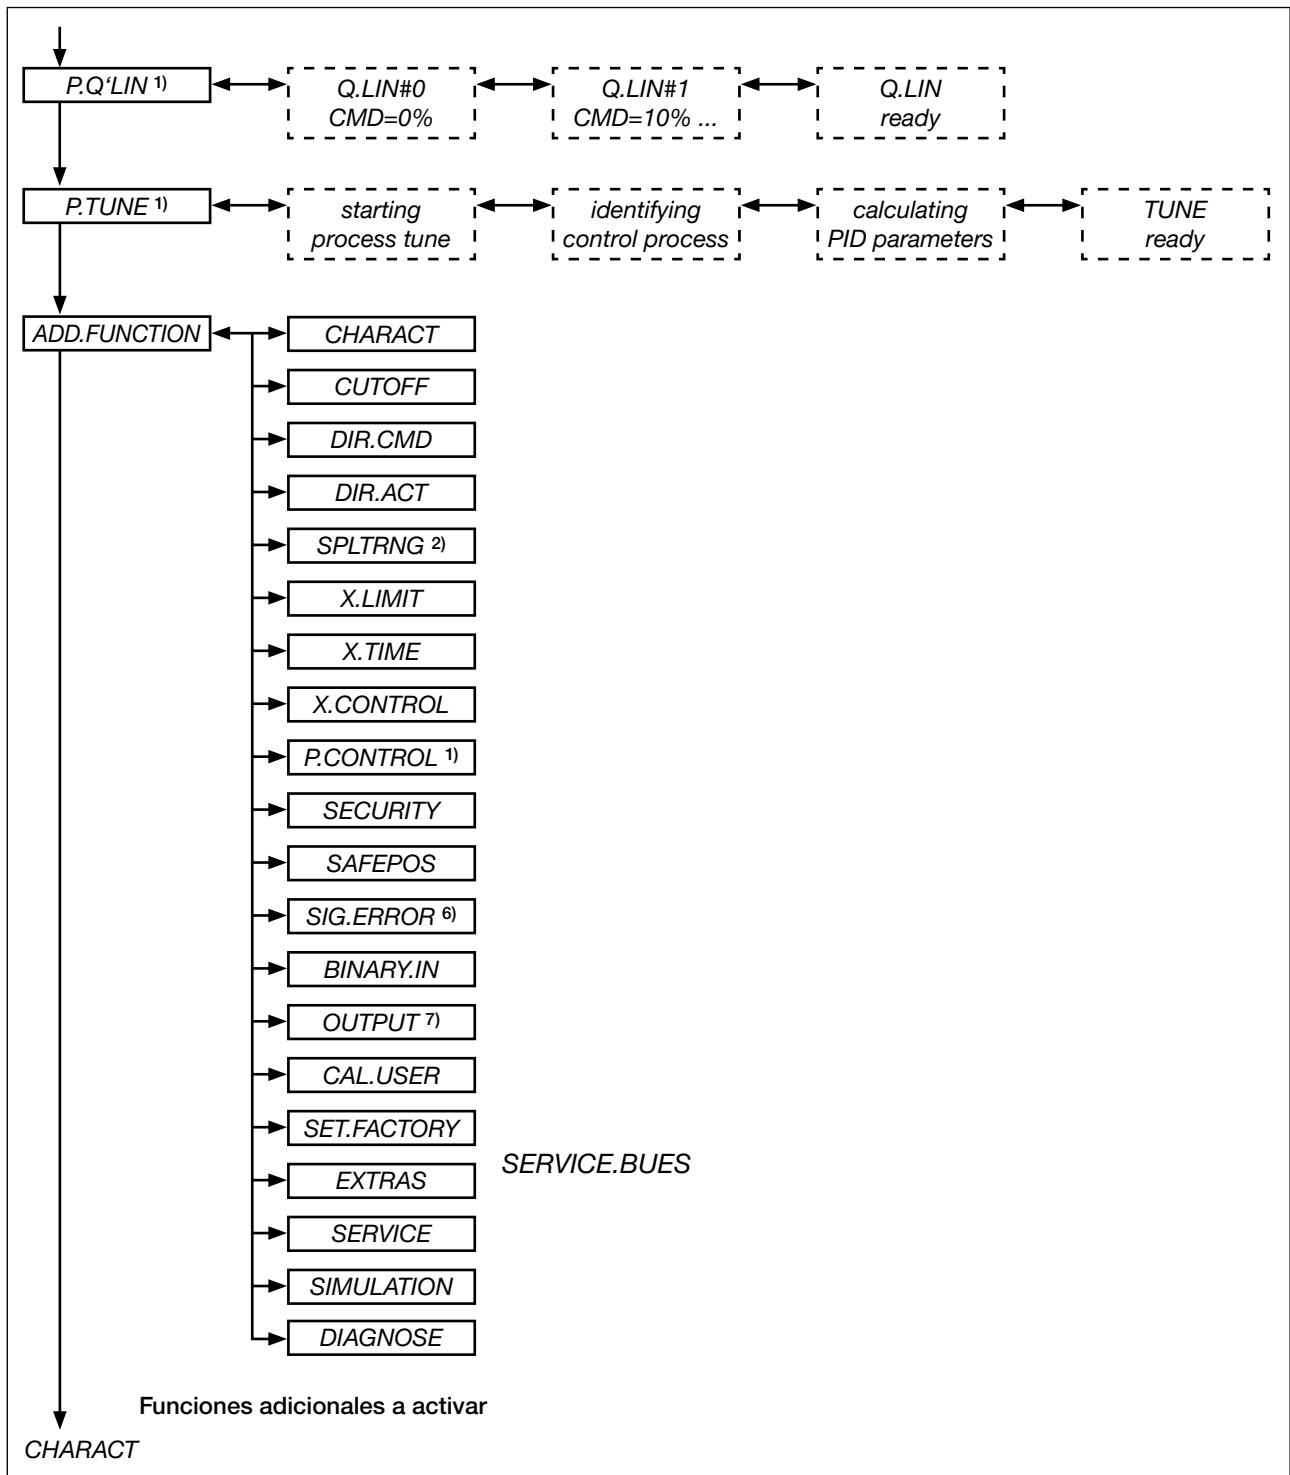 P.Q‘LIN 1)
Q.LIN#0
CMD=0%
Q.LIN#1
CMD=10% ...
Q.LIN
ready
P.TUNE 1)
starting
process tune
identifying
control process
calculating
PID parameters
TUNE
ready
ADD.FUNCTION
CHARACT
CUTOFF
DIR.CMD
DIR.ACT
SPLTRNG 2)
X.LIMIT
X.TIME
X.CONTROL
P.CONTROL 1)
SECURITY
SAFEPOS
SIG.ERROR 6)
BINARY.IN
OUTPUT 7)
CAL.USER
SET.FACTORY
SERVICE.BUES
EXTRAS
SERVICE
SIMULATION
DIAGNOSE
Funciones adicionales a activar
CHARACT